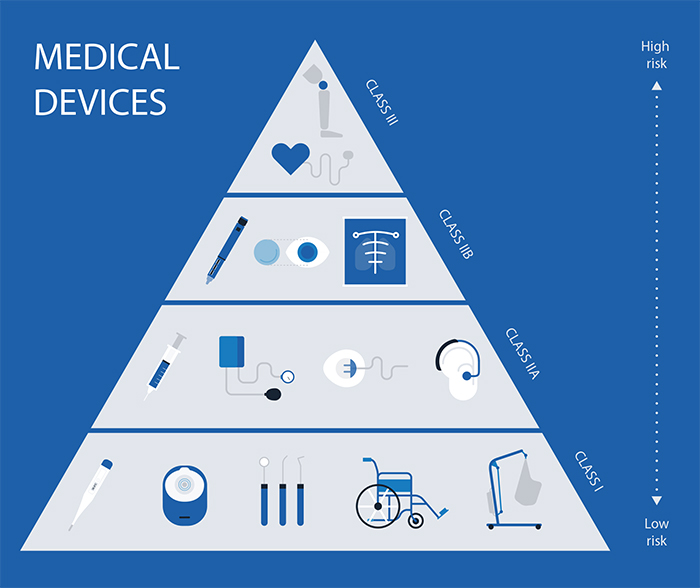 MEDICAL
DEVICES
High
risk
CLASS III
CLASS IIB
CLASS IIA
CLASS I
Low
risk